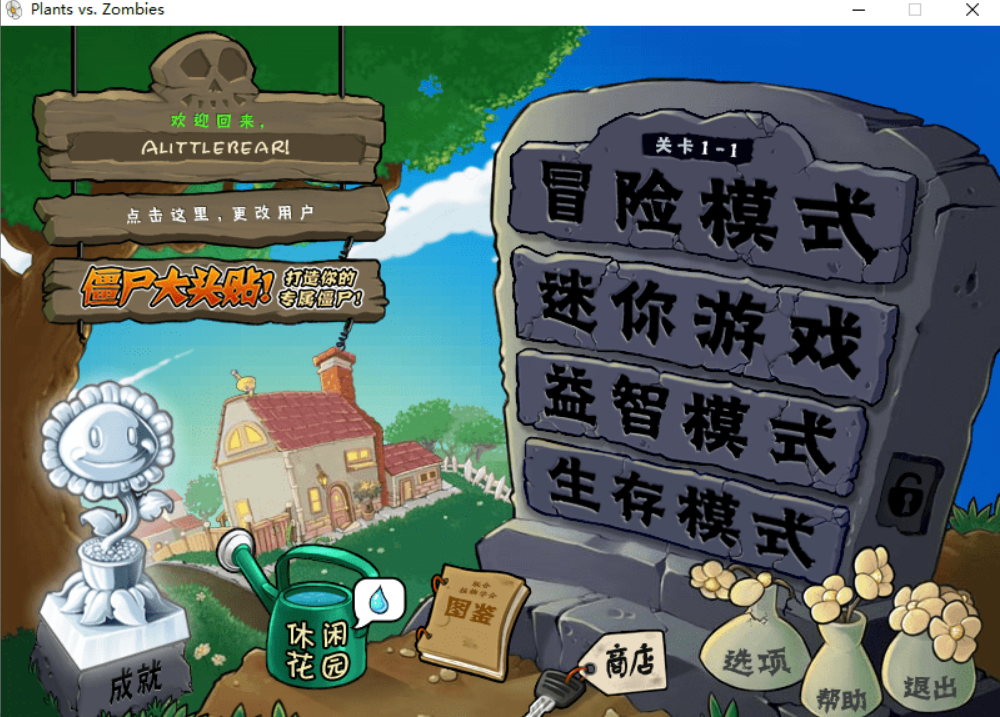 Plants vs. Zombies
欢迎回来，
ALITTLEBEAR!
点击这里，更改用户
僵尸大头贴！
打造你的
专属僵尸！
关卡1-1
冒险模式
迷你游戏
益智模式
生存模式
图鉴
休闲
花园
商店
选项
帮助
退出
成就